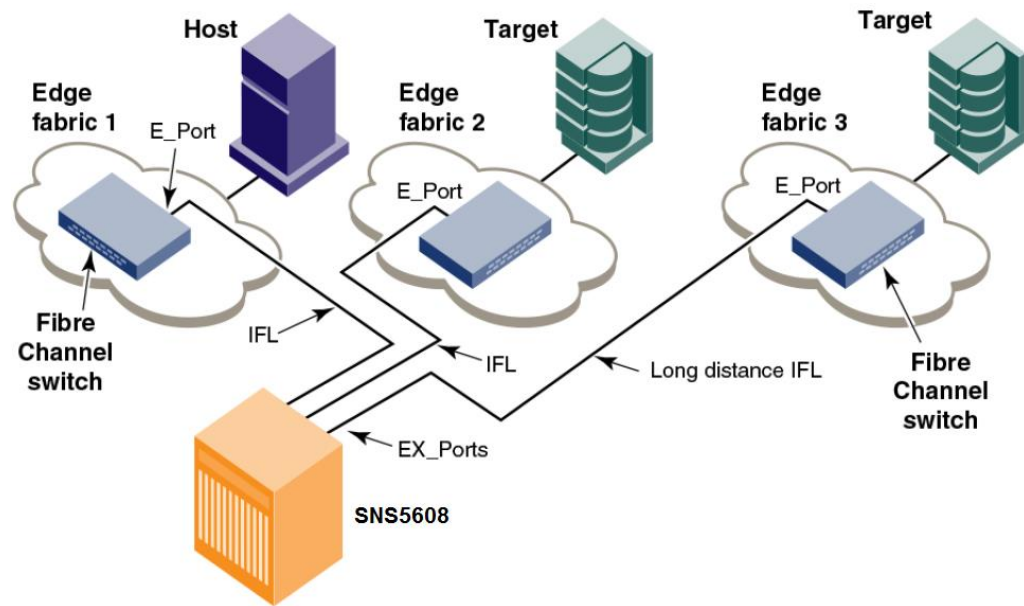 Host
Target
Target
Edge
fabric 1
Edge
fabric 2
Edge
fabric 3
E_Port
E_Port
E_Port
IFL
IFL
Long distance IFL
Fibre
Channel
switch
Fibre
Channel
switch
EX_Ports
SNS5608